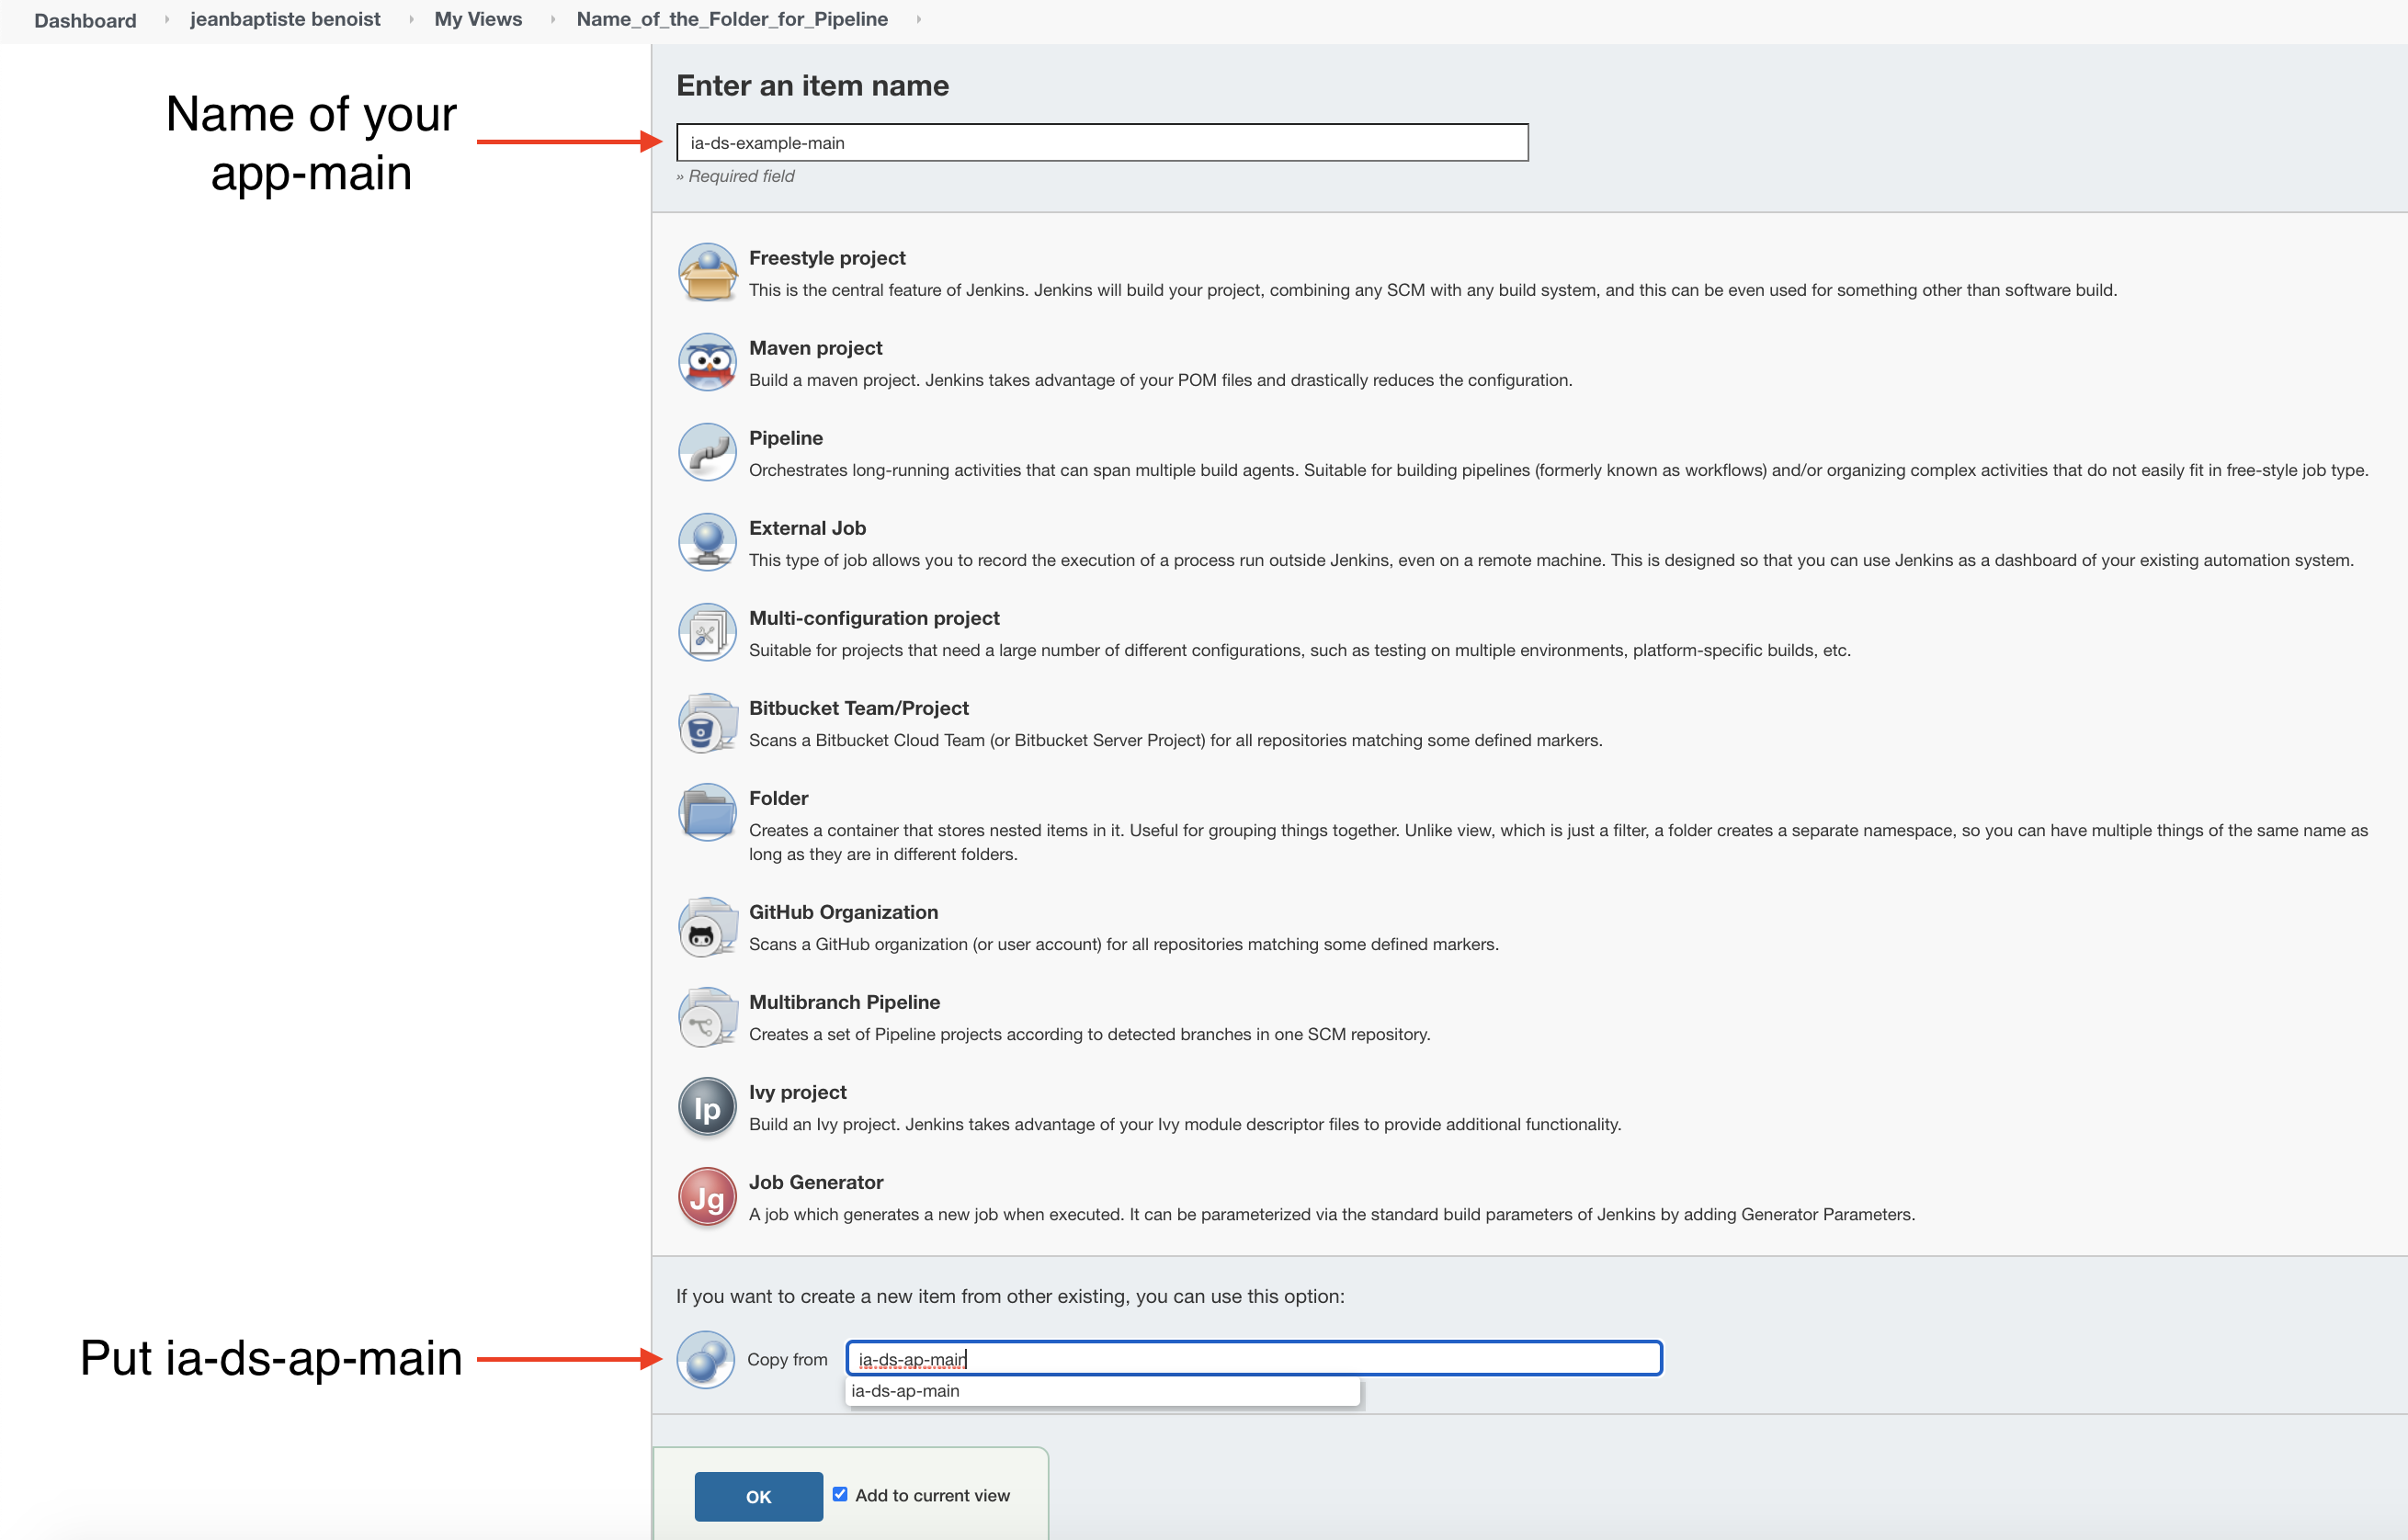 Dashboard jeanbaptiste benoist My Views Name_of_the_Folder_for_Pipeline
Name of your
app-main
Enter an item name
ia-ds-example-main
» Required field
Freestyle project
This is the central feature of Jenkins. Jenkins will build your project, combining any SCM with any build system, and this can be even used for something other than software build.
Maven project
Build a maven project. Jenkins takes advantage of your POM files and drastically reduces the configuration.
Pipeline
Orchestrates long-running activities that can span multiple build agents. Suitable for building pipelines (formerly known as workflows) and/or organizing complex activities that do not easily fit in free-style job type.
External Job
This type of job allows you to record the execution of a process run outside Jenkins, even on a remote machine. This is designed so that you can use Jenkins as a dashboard of your existing automation system.
Multi-configuration project
Suitable for projects that need a large number of different configurations, such as testing on multiple environments, platform-specific builds, etc.
Bitbucket Team/Project
Scans a Bitbucket Cloud Team (or Bitbucket Server Project) for all repositories matching some defined markers.
Folder
Creates a container that stores nested items in it. Useful for grouping things together. Unlike view, which is just a filter, a folder creates a separate namespace, so you can have multiple things of the same name as
long as they are in different folders.
GitHub Organization
Scans a GitHub organization (or user account) for all repositories matching some defined markers.
Multibranch Pipeline
Creates a set of Pipeline projects according to detected branches in one SCM repository.
Ip
Ivy project
Build an Ivy project. Jenkins takes advantage of your Ivy module descriptor files to provide additional functionality.
Jg
Job Generator
A job which generates a new job when executed. It can be parameterized via the standard build parameters of Jenkins by adding Generator Parameters.
If you want to create a new item from other existing, you can use this option:
Put ia-ds-ap-main
Copy from ia-ds-ap-main
ia-ds-ap-main
OK Add to current view